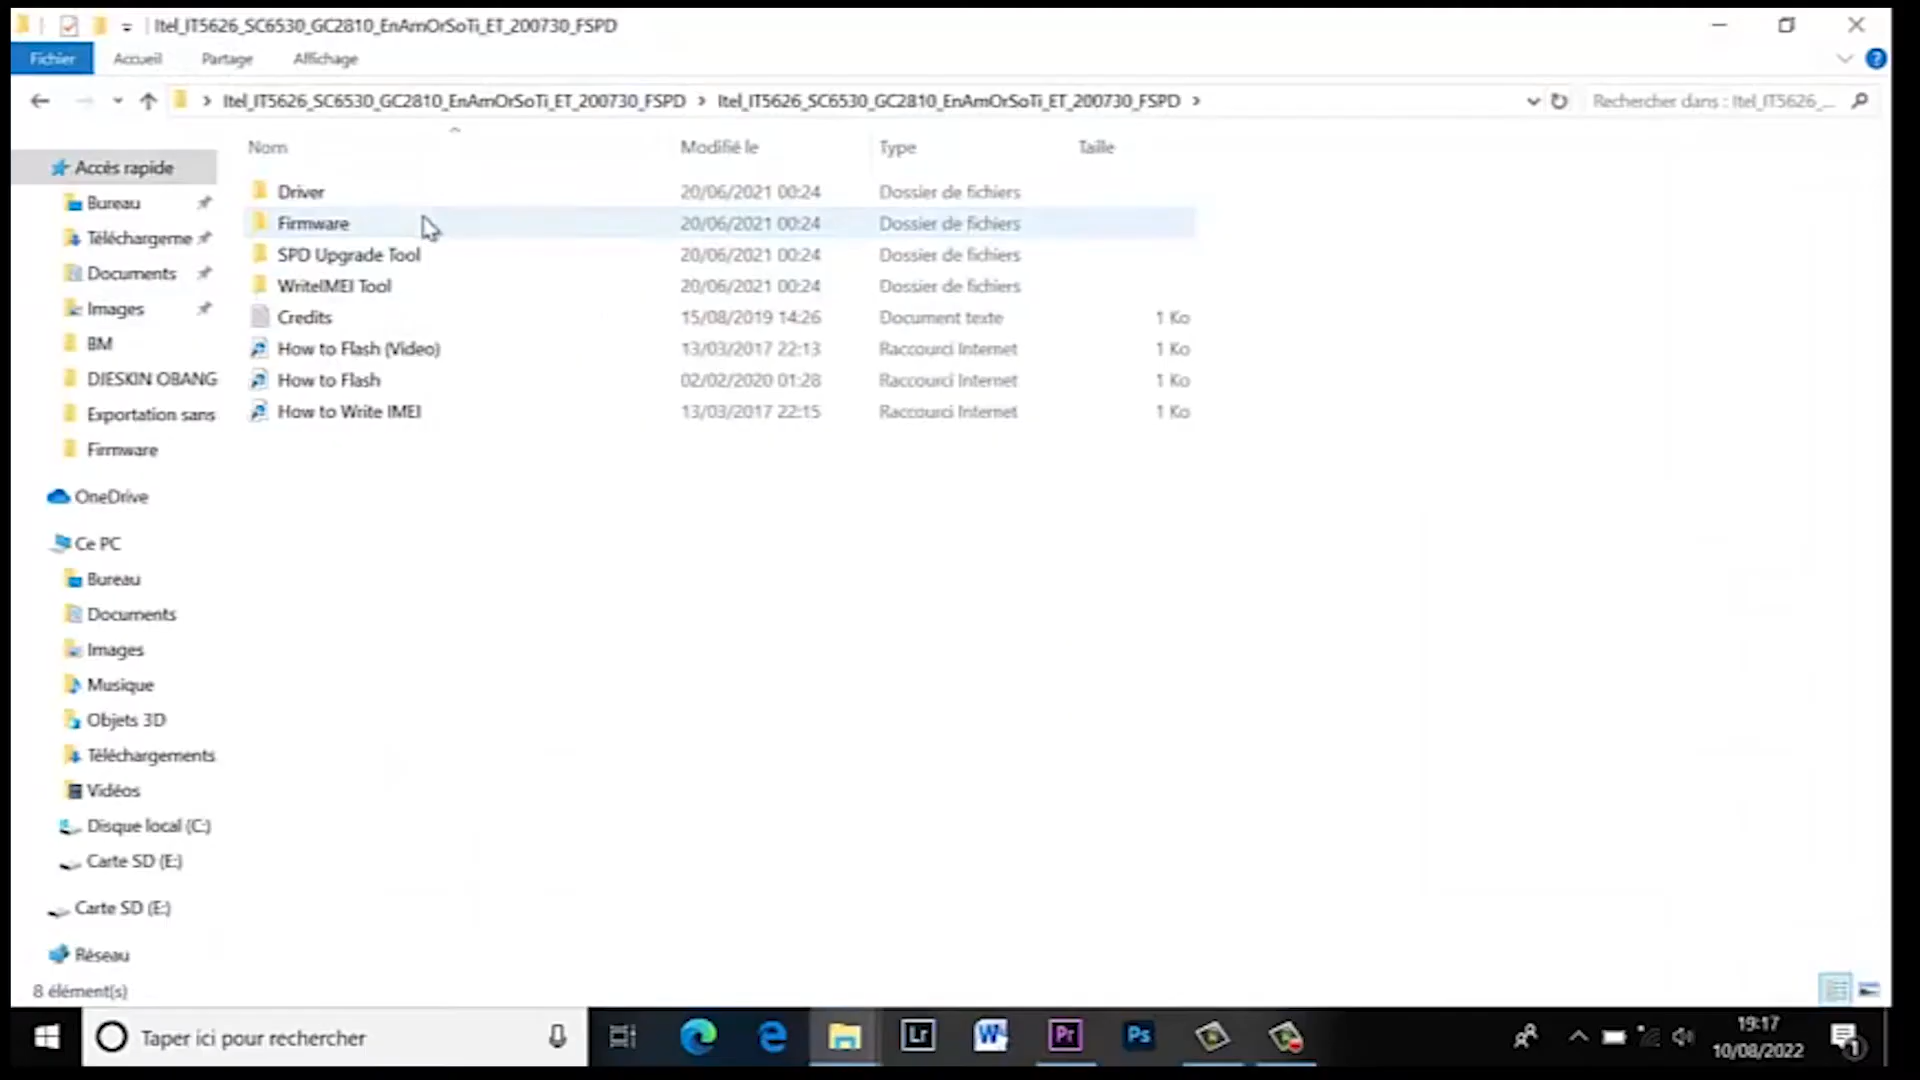 Itel_IT5626_SC6530_GC2810_EnAmOrSoTi_ET_200730_FSPD
Fichier Accueil Partage Affichage
Itel_IT5626_SC6530_GC2810_EnAmOrSoTi_ET_200730_FSPD > Itel_IT5626_SC6530_GC2810_EnAmOrSoTi_ET_200730_FSPD > Rechercher dans : Itel_IT5626_...
Nom Modifié le Type Taille
Accès rapide
Bureau
Téléchargeme
Documents
Images
BM
DJESKIN OBANG
Exportation sans
Firmware
OneDrive
Ce PC
Bureau
Documents
Images
Musique
Objets 3D
Téléchargements
Vidéos
Disque local (C:)
Carte SD (E:)
Carte SD (E:)
Réseau
Driver 20/06/2021 00:24 Dossier de fichiers
Firmware 20/06/2021 00:24 Dossier de fichiers
SPD Upgrade Tool 20/06/2021 00:24 Dossier de fichiers
WriteIMEI Tool 20/06/2021 00:24 Dossier de fichiers
Credits 15/08/2019 14:26 Document texte 1 Ko
How to Flash (Video) 13/03/2017 22:13 Raccourci Internet 1 Ko
How to Flash 02/02/2020 01:28 Raccourci Internet 1 Ko
How to Write IMEI 13/03/2017 22:15 Raccourci Internet 1 Ko
8 élément(s)
Taper ici pour rechercher
Lr W Pr Ps
19:17
10/08/2022
1